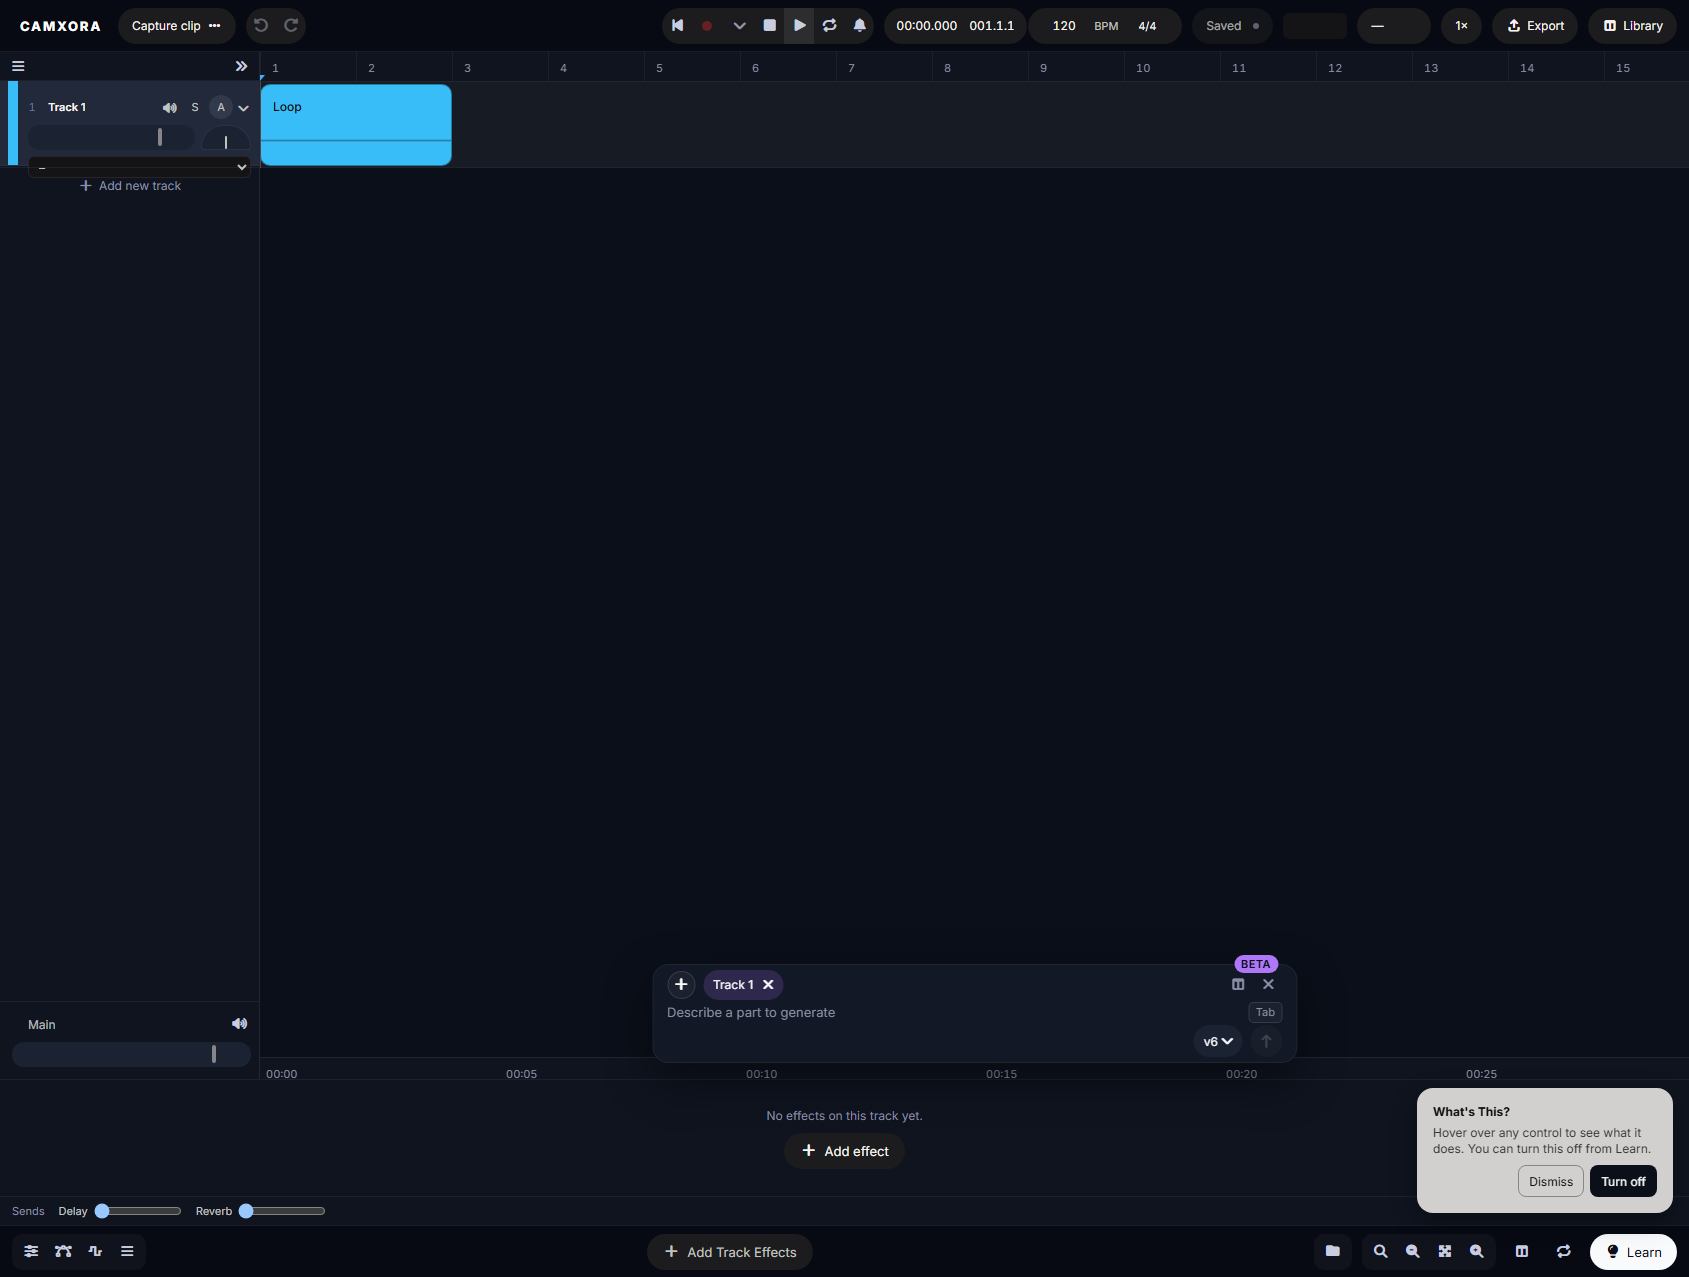 CAMXORA
Capture clip
00:00.000 001.1.1
120 BPM 4/4
Saved
1×
Export
Library
1 2 3 4 5 6 7 8 9 10 11 12 13 14 15
1 Track 1 S A
Loop
–
Add new track
BETA
Track 1
Describe a part to generate
Tab
v6
Main
00:00 00:05 00:10 00:15 00:20 00:25
No effects on this track yet.
Add effect
What's This?
Hover over any control to see what it
does. You can turn this off from Learn.
Dismiss Turn off
Sends Delay Reverb
Add Track Effects
Learn